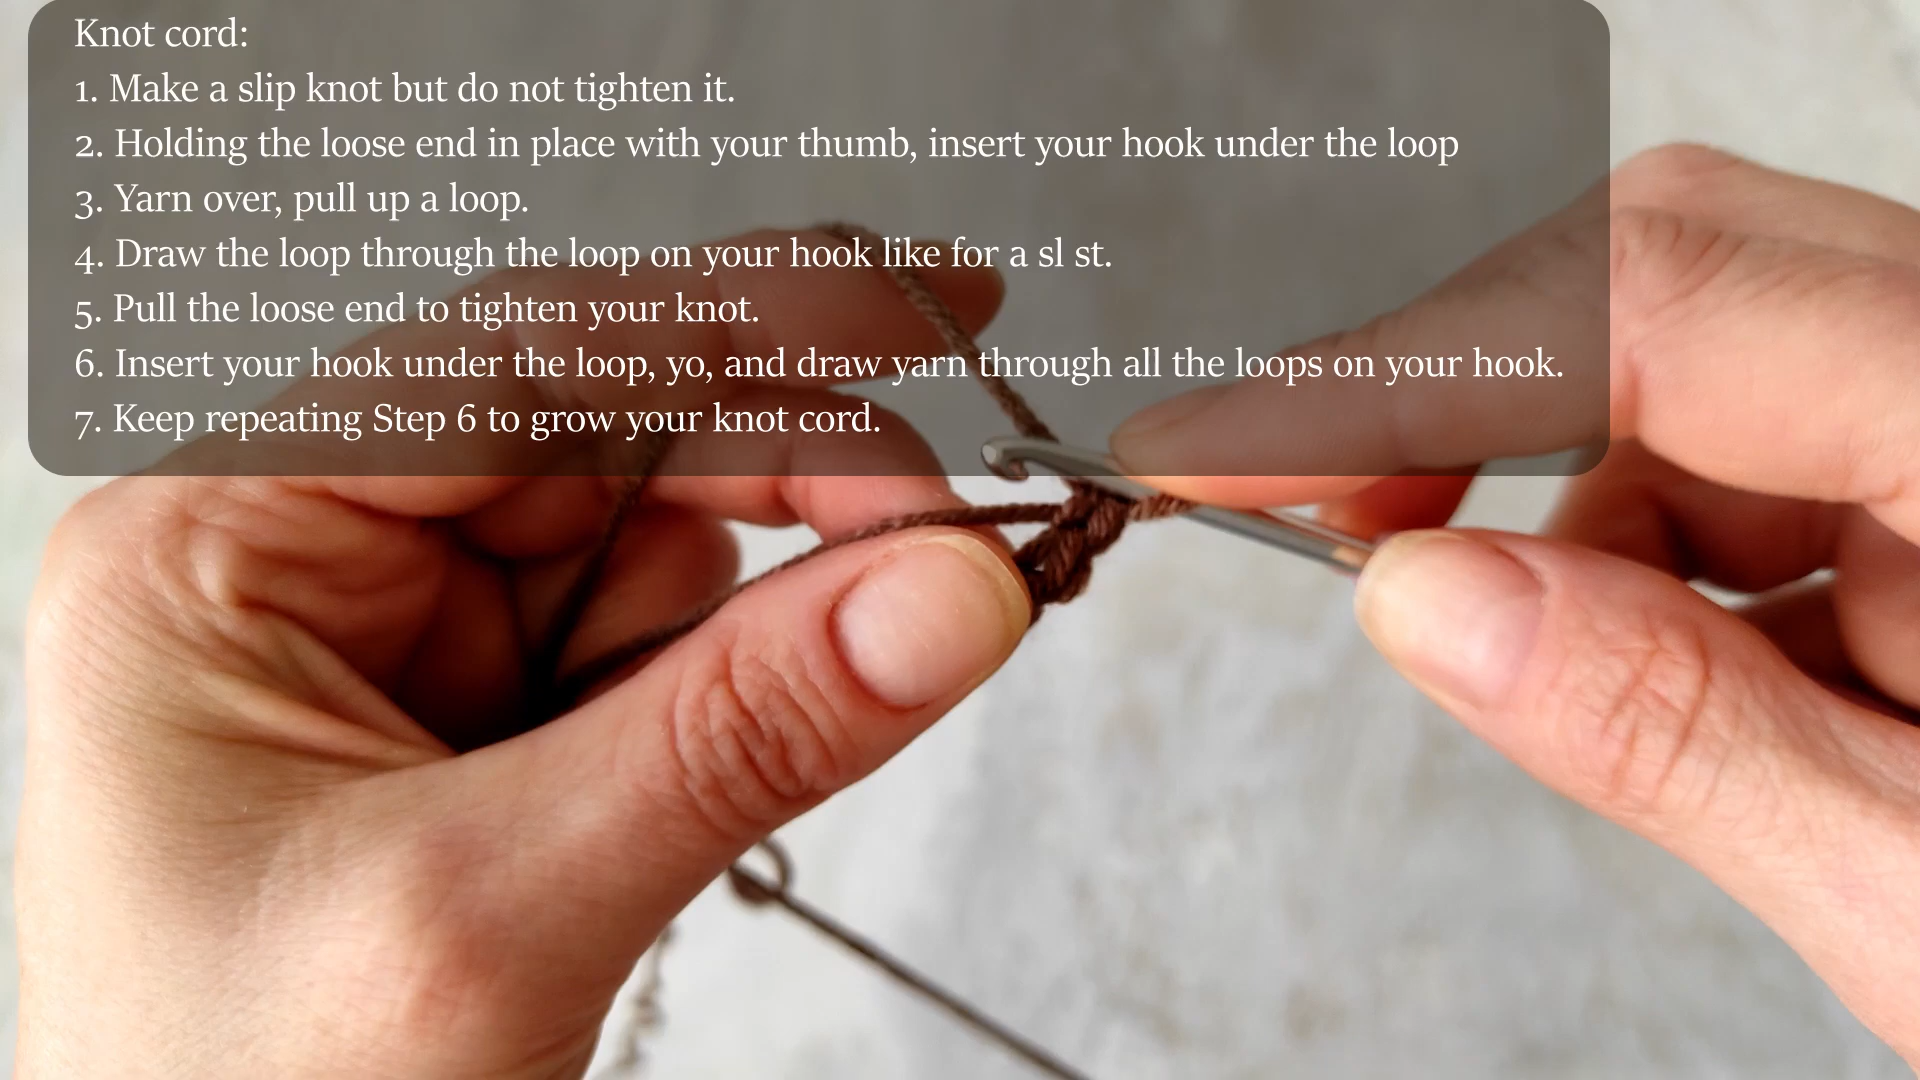 Knot cord:
1. Make a slip knot but do not tighten it.
2. Holding the loose end in place with your thumb, insert your hook under the loop
3. Yarn over, pull up a loop.
4. Draw the loop through the loop on your hook like for a sl st.
5. Pull the loose end to tighten your knot.
6. Insert your hook under the loop, yo, and draw yarn through all the loops on your hook.
7. Keep repeating Step 6 to grow your knot cord.